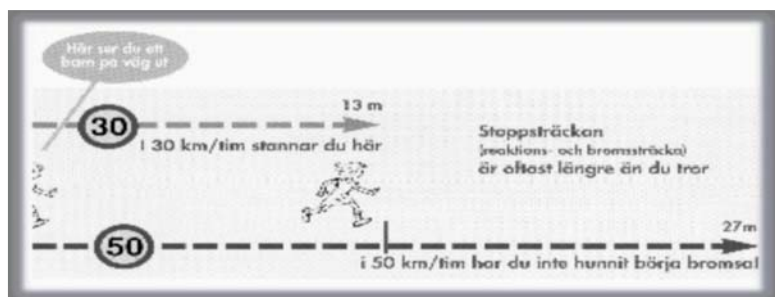 Här ser du ett
barn på väg ut
13 m
30
I 30 km/tim stannar du här
Stoppsträckan
(reaktions- och bromssträcka)
är oftast längre än du tror
27m
50
i 50 km/tim har du inte hunnit börja bromsa!